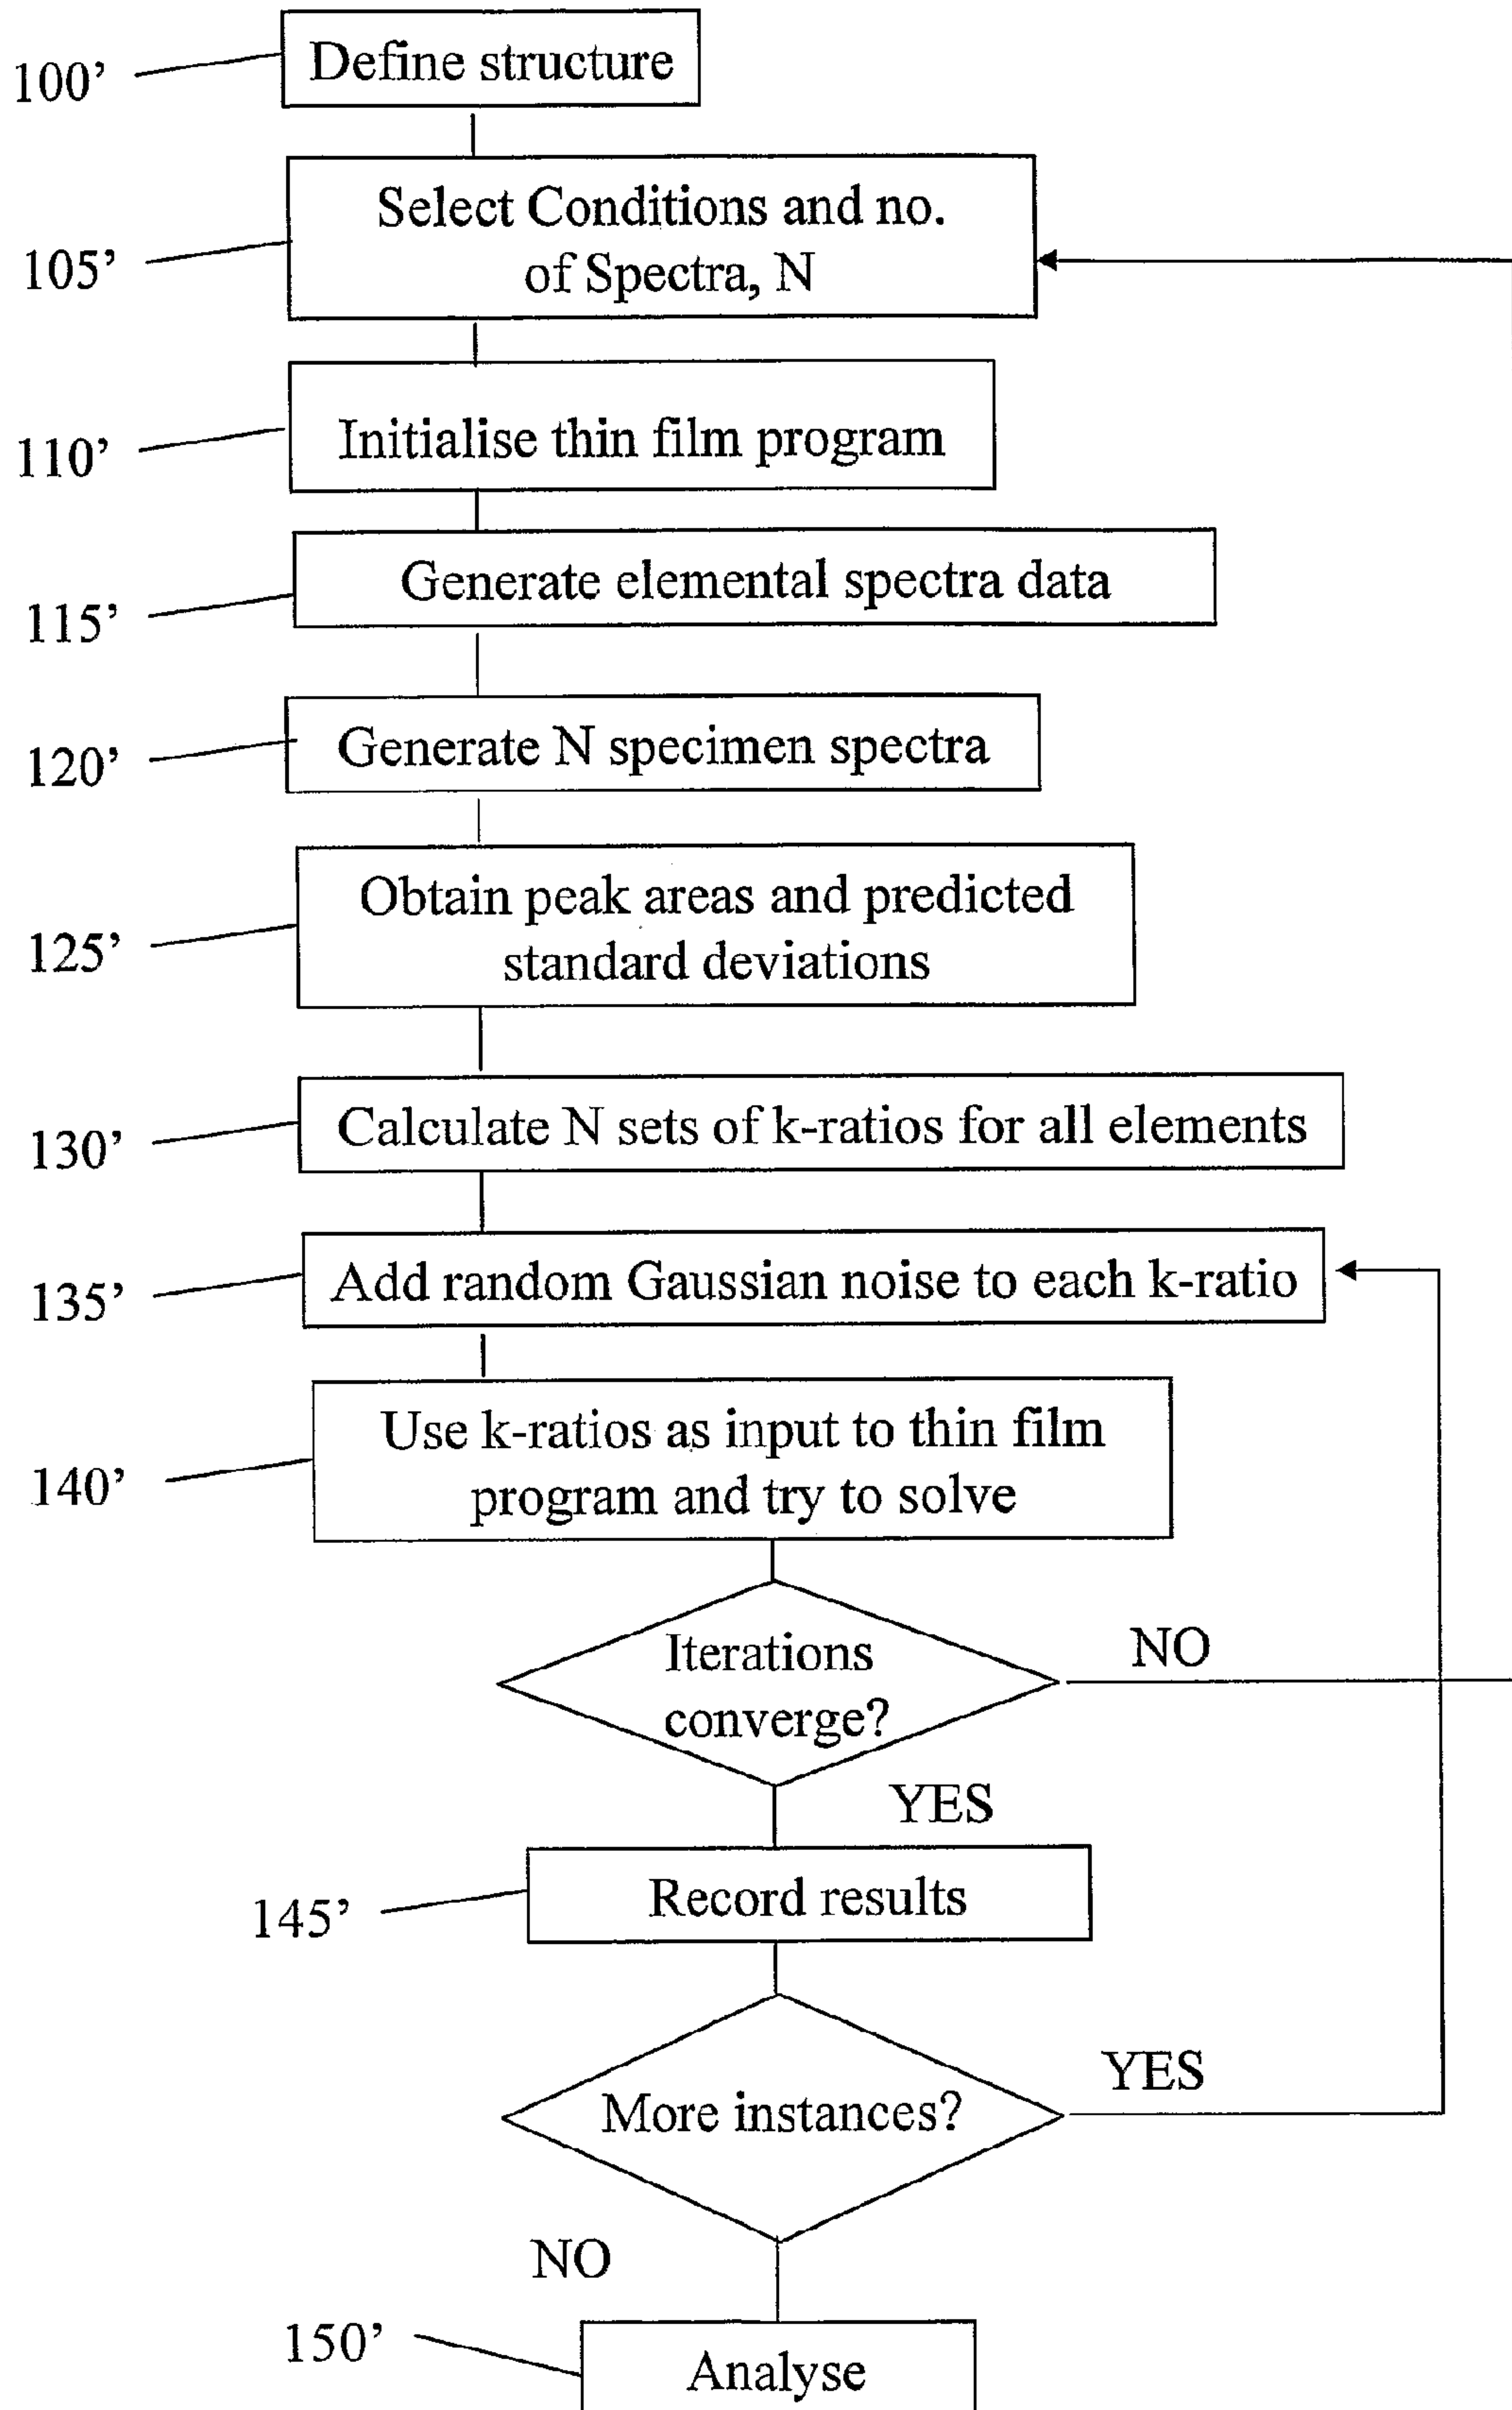 100’
Define structure
105’
Select Conditions and no.
of Spectra, N
110’
Initialise thin film program
115’
Generate elemental spectra data
120’
Generate N specimen spectra
125’
Obtain peak areas and predicted
standard deviations
130’
Calculate N sets of k-ratios for all elements
135’
Add random Gaussian noise to each k-ratio
140’
Use k-ratios as input to thin film
program and try to solve
Iterations
converge?
NO
YES
145’
Record results
More instances?
YES
NO
150’
Analyse